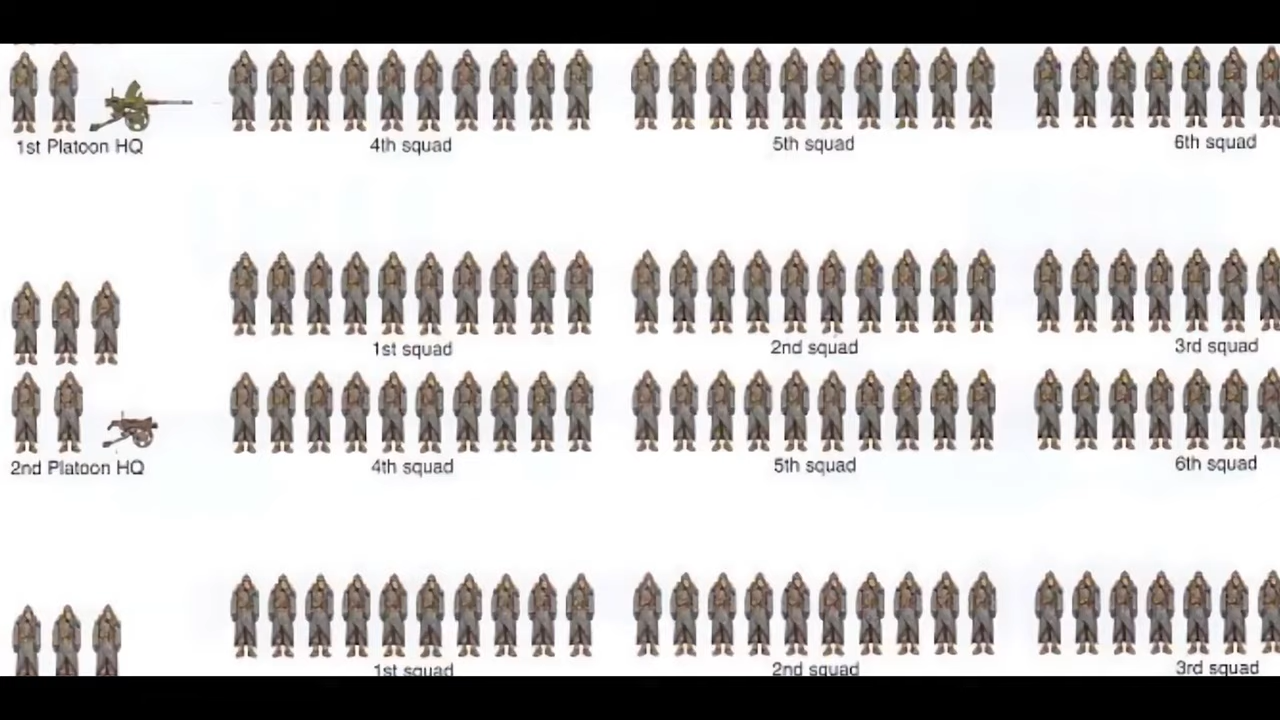 1st Platoon HQ
4th squad
5th squad
6th squad
1st squad
2nd squad
3rd squad
2nd Platoon HQ
4th squad
5th squad
6th squad
1st squad
2nd squad
3rd squad